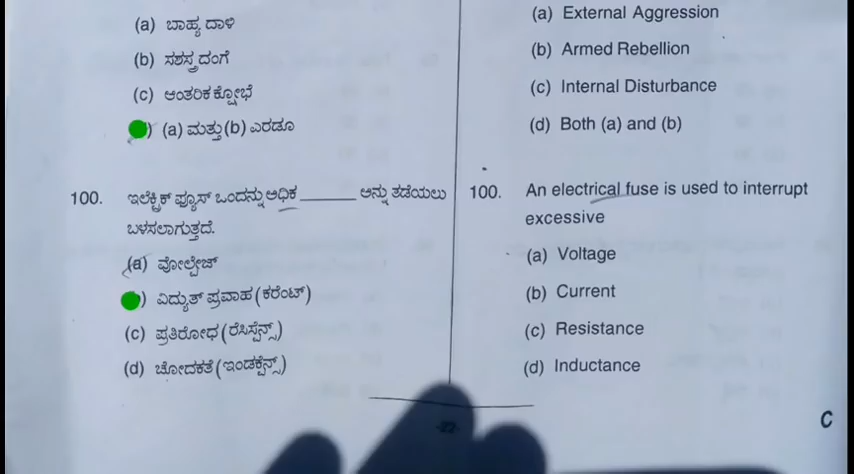 (a) ಬಾಹ್ಯ ದಾಳಿ
(b) ಸಶಸ್ತ್ರ ದಂಗೆ
(c) ಆಂತರಿಕ ಕ್ಷೋಭೆ
) (a) ಮತ್ತು (b) ಎರಡೂ
100. ಇಲೆಕ್ಟ್ರಿಕ್ ಫ್ಯೂಸ್ ಒಂದನ್ನು ಅಧಿಕ ______ ಅನ್ನು ತಡೆಯಲು
ಬಳಸಲಾಗುತ್ತದೆ.
(a) ವೋಲ್ಟೇಜ್
) ವಿದ್ಯುತ್ ಪ್ರವಾಹ (ಕರೆಂಟ್)
(c) ಪ್ರತಿರೋಧ (ರೆಸಿಸ್ಟೆನ್ಸ್)
(d) ಚೋದಕತೆ (ಇಂಡಕ್ಟೆನ್ಸ್)
(a) External Aggression
(b) Armed Rebellion
(c) Internal Disturbance
(d) Both (a) and (b)
100. An electrical fuse is used to interrupt
excessive
(a) Voltage
(b) Current
(c) Resistance
(d) Inductance
-22-
C